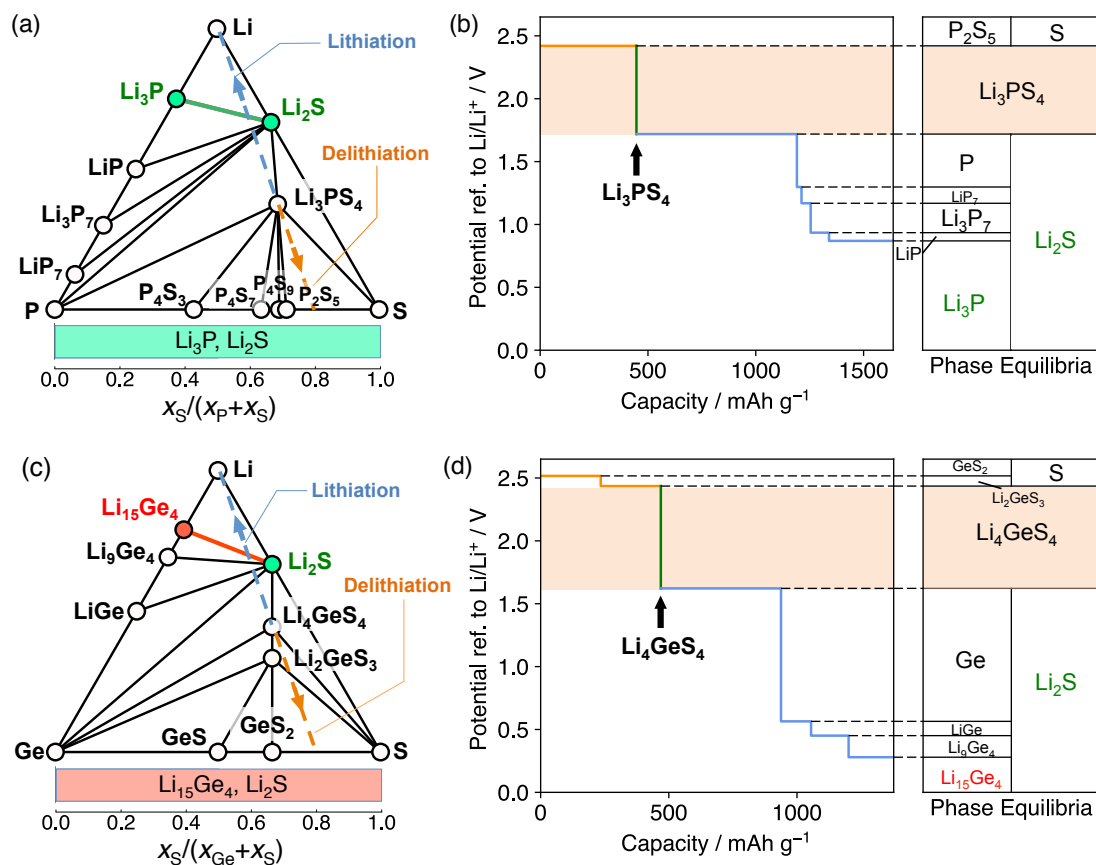 (a)
Li
Lithiation
Li₃P
Li₂S
Delithiation
LiP
Li₃PS₄
Li₃P₇
LiP₇
P₄S₃
P₄S₇
P₄S₉
P₂S₅
P
S
Li₃P, Li₂S
0.0 0.2 0.4 0.6 0.8 1.0
x_S/(x_P+x_S)
(b)
Potential ref. to Li/Li⁺ / V
2.5
2.0
1.5
1.0
0.5
0.0
Li₃PS₄
0 500 1000 1500
Capacity / mAh g⁻¹
P₂S₅ S
Li₃PS₄
P
LiP₇
Li₃P₇
LiP
Li₂S
Li₃P
Phase Equilibria
(c)
Li
Lithiation
Li₁₅Ge₄
Li₉Ge₄
Li₂S
Delithiation
LiGe
Li₄GeS₄
Li₂GeS₃
GeS
GeS₂
Ge
S
Li₁₅Ge₄, Li₂S
0.0 0.2 0.4 0.6 0.8 1.0
x_S/(x_Ge+x_S)
(d)
Potential ref. to Li/Li⁺ / V
2.5
2.0
1.5
1.0
0.5
0.0
Li₄GeS₄
0 500 1000
Capacity / mAh g⁻¹
GeS₂ S
Li₂GeS₃
Li₄GeS₄
Ge
Li₂S
LiGe
Li₉Ge₄
Li₁₅Ge₄
Phase Equilibria